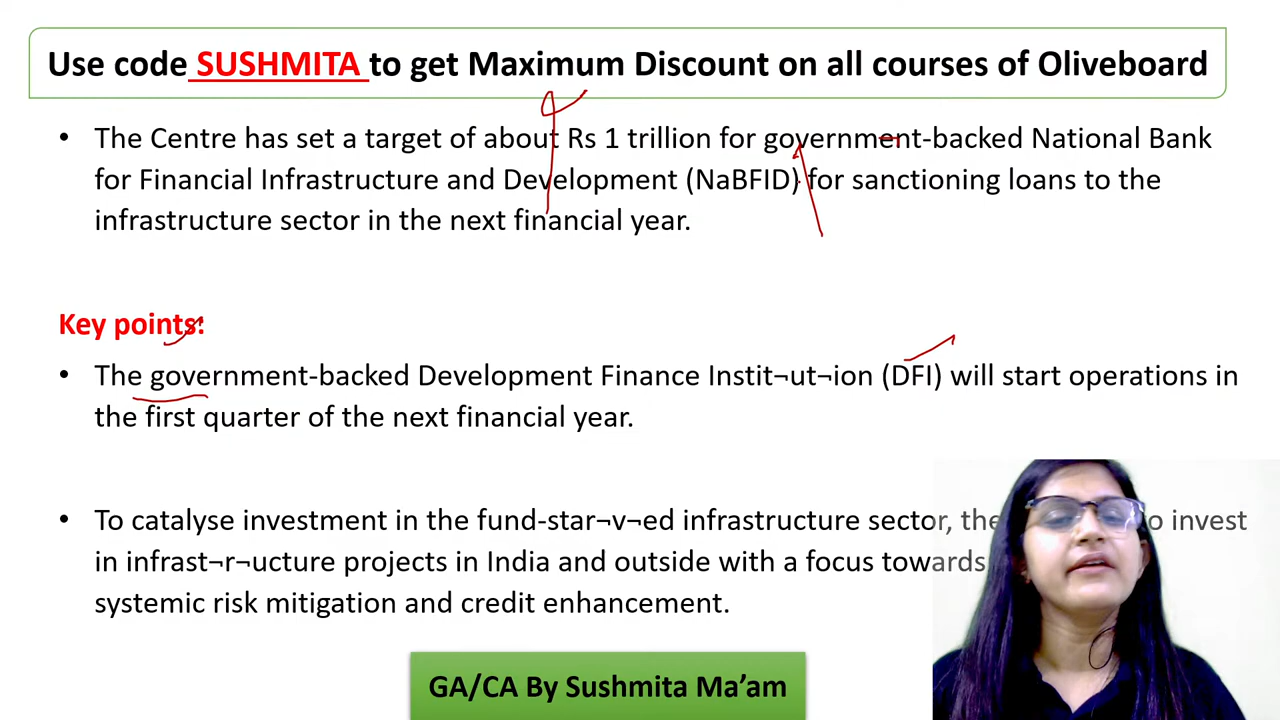 Use code SUSHMITA to get Maximum Discount on all courses of Oliveboard
• The Centre has set a target of about Rs 1 trillion for government-backed National Bank
for Financial Infrastructure and Development (NaBFID) for sanctioning loans to the
infrastructure sector in the next financial year.
Key points:
• The government-backed Development Finance Instit¬ut¬ion (DFI) will start operations in
the first quarter of the next financial year.
• To catalyse investment in the fund-star¬v¬ed infrastructure sector, the o invest
in infrast¬r¬ucture projects in India and outside with a focus towards
systemic risk mitigation and credit enhancement.
GA/CA By Sushmita Ma’am